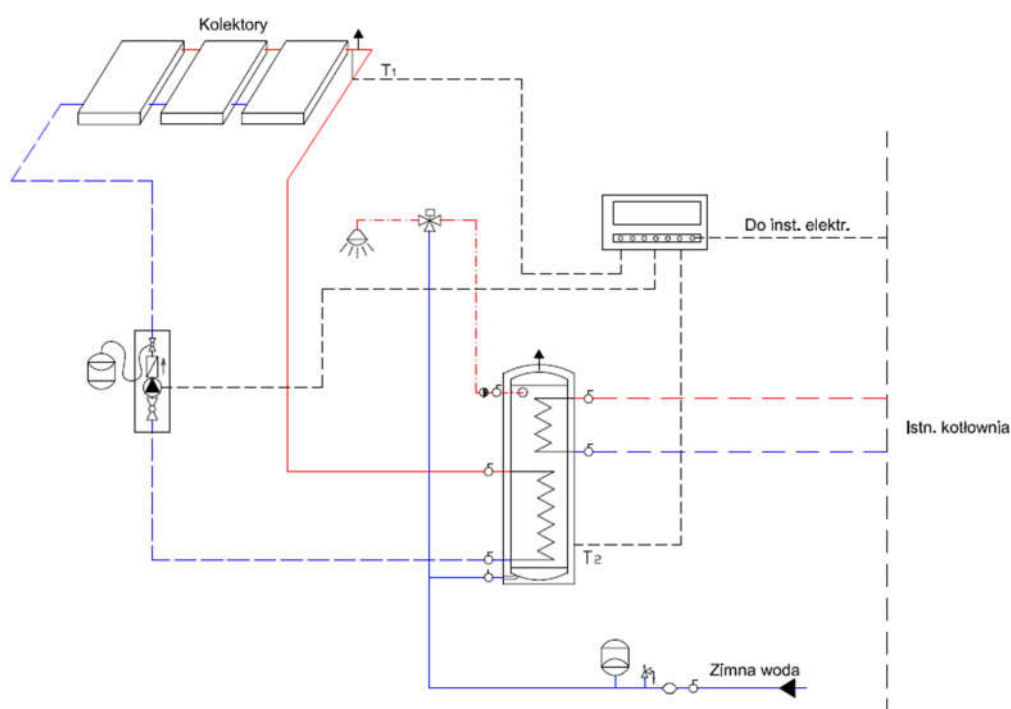 Kolektory
T1
Do inst. elektr.
Istn. kotłownia
T2
Zimna woda